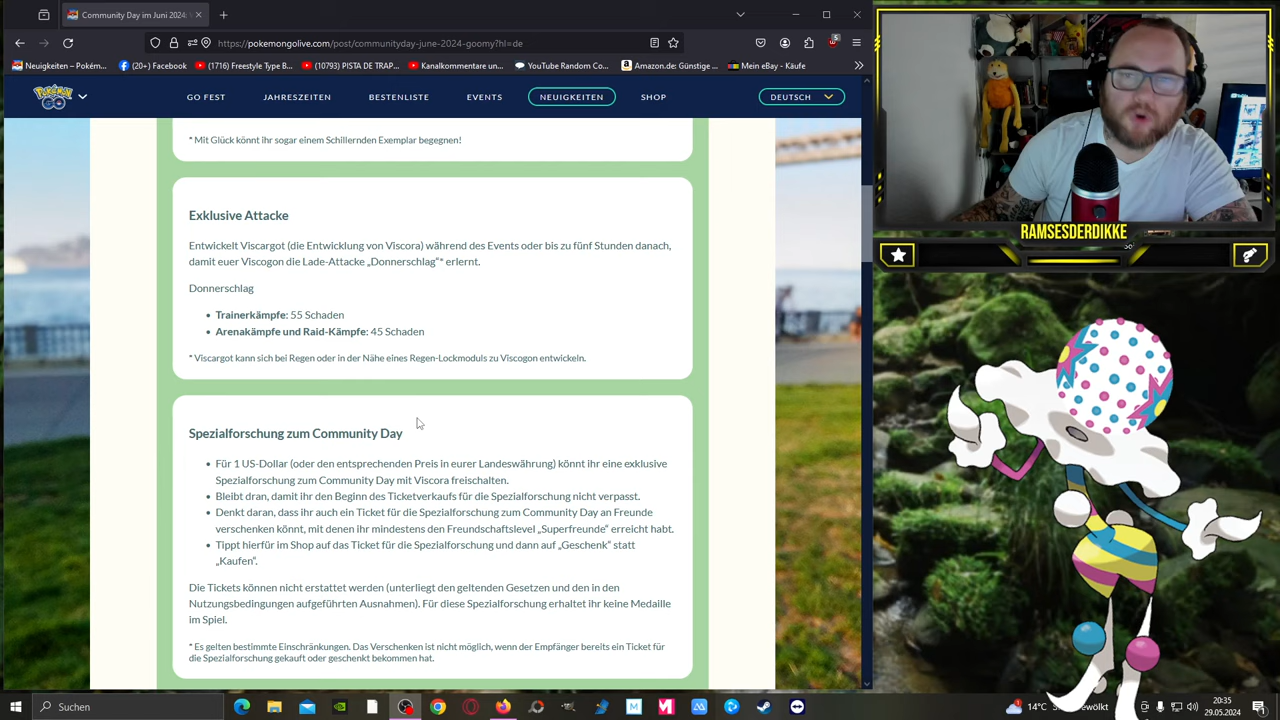 Community Day im Juni 2024:
https://pokemongolive.com/post/communityday-june-2024-goomy?hl=de
Neuigkeiten – Pokém...
(20+) Facebook
(1716) Freestyle Type B...
(10793) PISTA DE TRAP...
Kanalkommentare un...
YouTube Random Co...
Amazon.de: Günstige ...
Mein eBay - Käufe
GO FEST
JAHRESZEITEN
BESTENLISTE
EVENTS
NEUIGKEITEN
SHOP
DEUTSCH
* Mit Glück könnt ihr sogar einem Schillernden Exemplar begegnen!
Exklusive Attacke
Entwickelt Viscargot (die Entwicklung von Viscora) während des Events oder bis zu fünf Stunden danach,
damit euer Viscogon die Lade-Attacke „Donnerschlag“* erlernt.
Donnerschlag
• Trainerkämpfe: 55 Schaden
• Arenakämpfe und Raid-Kämpfe: 45 Schaden
* Viscargot kann sich bei Regen oder in der Nähe eines Regen-Lockmoduls zu Viscogon entwickeln.
Spezialforschung zum Community Day
• Für 1 US-Dollar (oder den entsprechenden Preis in eurer Landeswährung) könnt ihr eine exklusive
Spezialforschung zum Community Day mit Viscora freischalten.
• Bleibt dran, damit ihr den Beginn des Ticketverkaufs für die Spezialforschung nicht verpasst.
• Denkt daran, dass ihr auch ein Ticket für die Spezialforschung zum Community Day an Freunde
verschenken könnt, mit denen ihr mindestens den Freundschaftslevel „Superfreunde“ erreicht habt.
• Tippt hierfür im Shop auf das Ticket für die Spezialforschung und dann auf „Geschenk“ statt
„Kaufen“.
Die Tickets können nicht erstattet werden (unterliegt den geltenden Gesetzen und den in den
Nutzungsbedingungen aufgeführten Ausnahmen). Für diese Spezialforschung erhaltet ihr keine Medaille
im Spiel.
* Es gelten bestimmte Einschränkungen. Das Verschenken ist nicht möglich, wenn der Empfänger bereits ein Ticket für
die Spezialforschung gekauft oder geschenkt bekommen hat.
RAMSESDERDIKKE
Suchen
14°C
20:35
29.05.2024